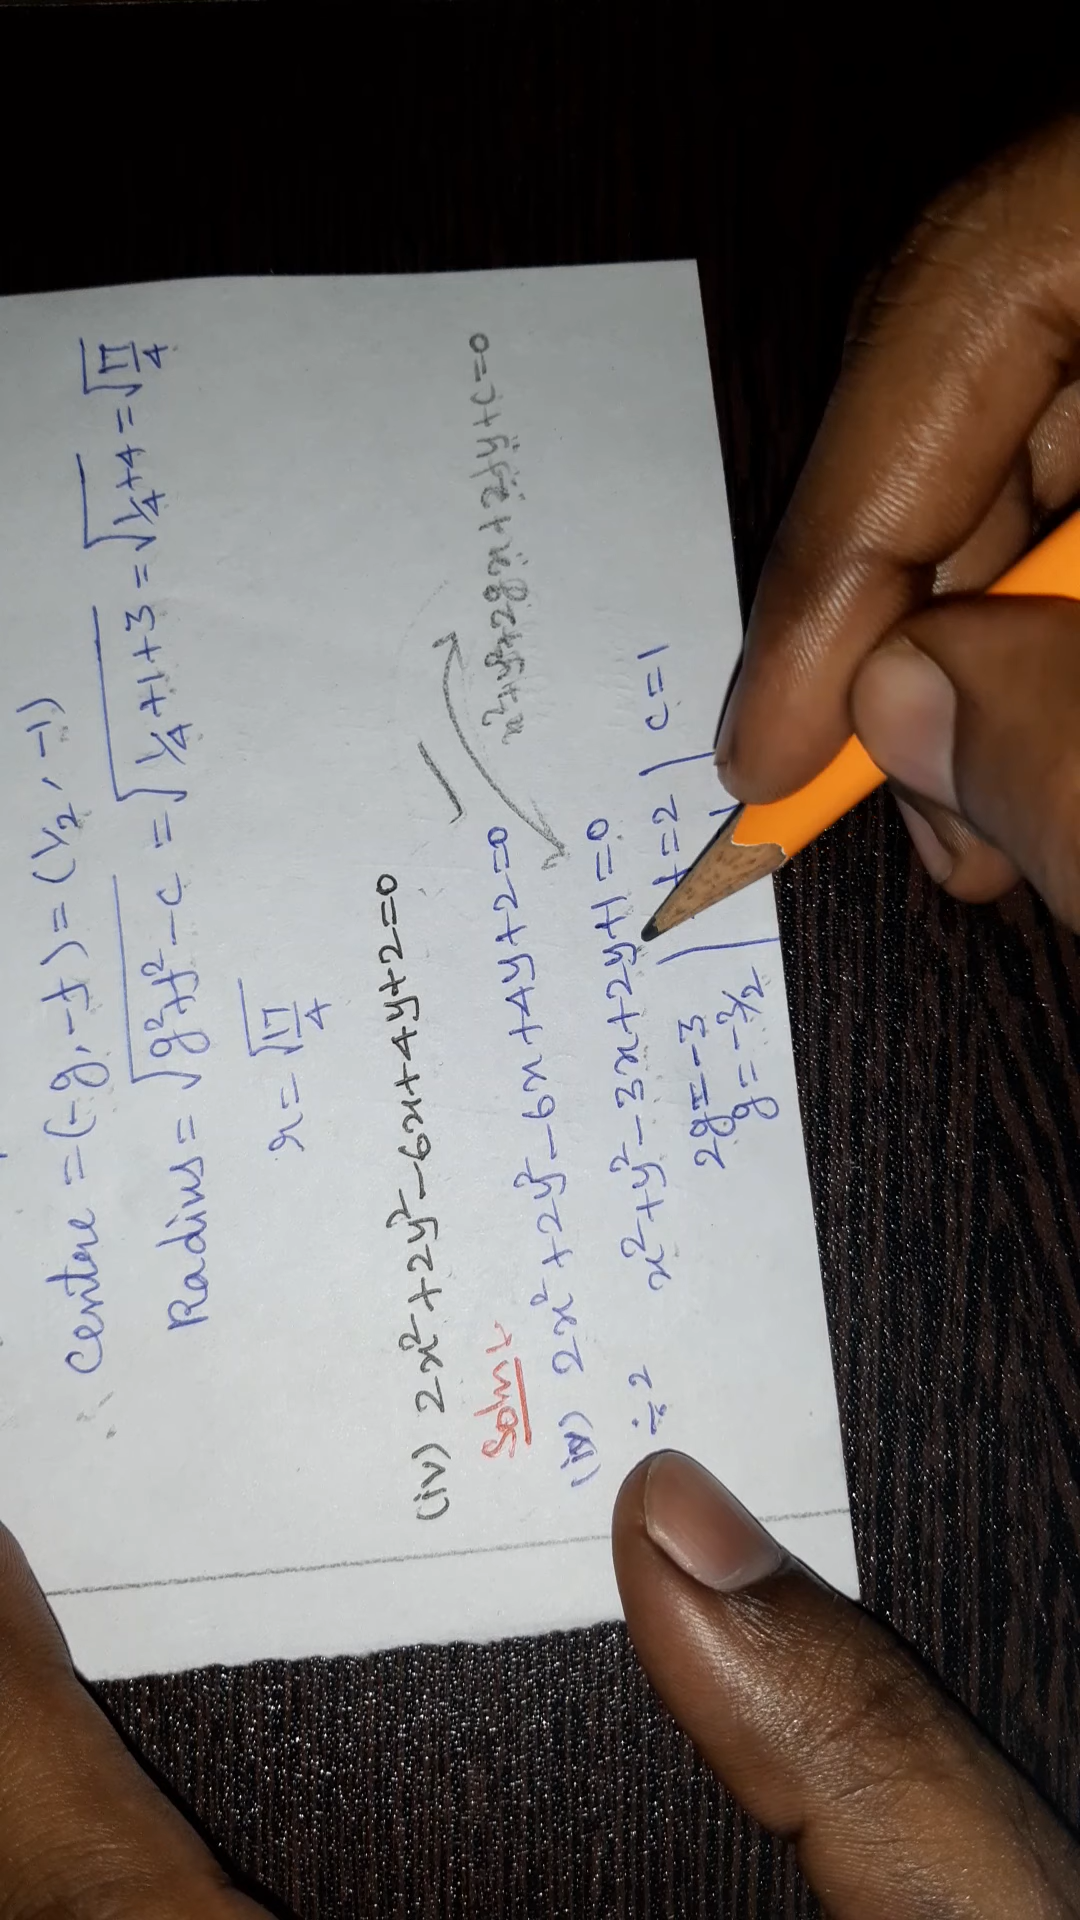 Centre = (-g, -f) = (1/2, -1)
Radius = √(g²+f²-c) = √(1/4+1+3) = √(1/4+4) = √(17/4)
r = √(17/4)
(iv) 2x²+2y²-6x+4y+2=0
Soln:
x²+y²+2gx+2fy+c=0
(iv) 2x²+2y²-6x+4y+2=0
÷2 x²+y²-3x+2y+1=0
2g=-3 | =2 | c=1
g=-3/2